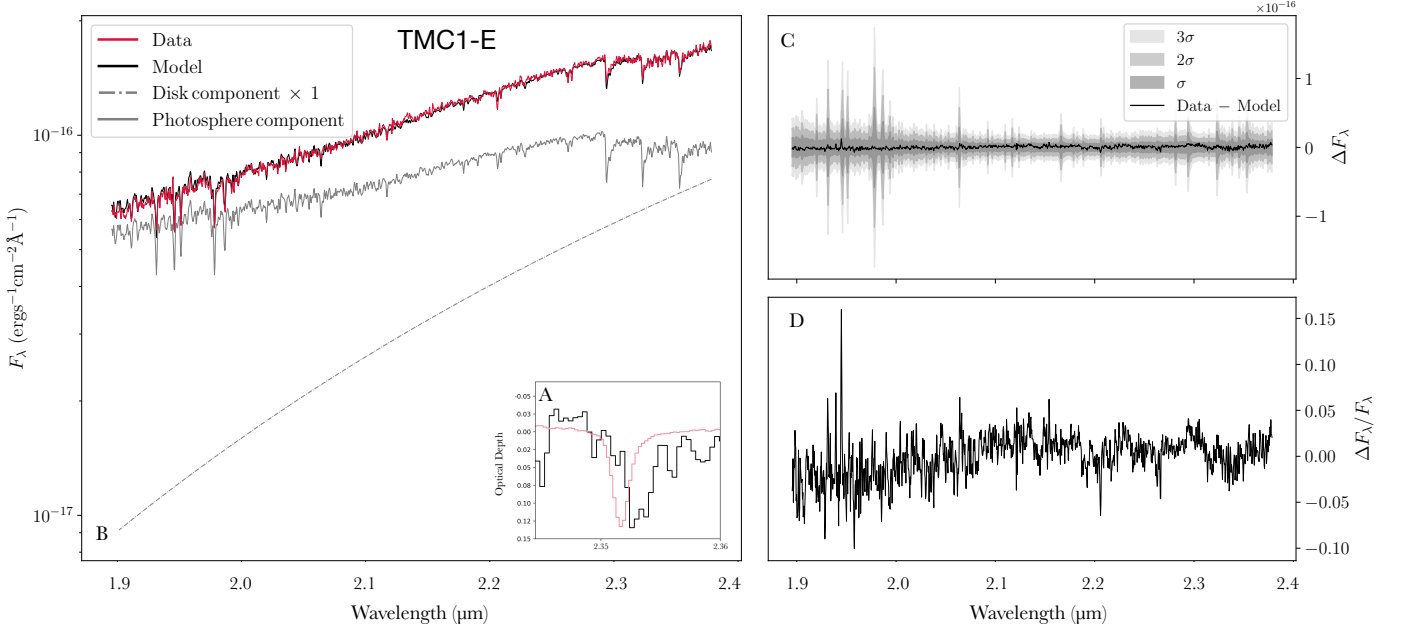 TMC1-E
Data
Model
Disk component × 1
Photosphere component
10⁻¹⁶
10⁻¹⁷
F_λ (ergs⁻¹cm⁻²Å⁻¹)
B
1.9 2.0 2.1 2.2 2.3 2.4
Wavelength (µm)
A
Optical Depth
-0.05
-0.03
-0.02
0.00
0.02
0.05
0.08
0.10
0.12
0.15
2.35 2.36
C
×10⁻¹⁶
3σ
2σ
σ
Data − Model
1
0
−1
ΔF_λ
D
0.15
0.10
0.05
0.00
−0.05
−0.10
ΔF_λ/F_λ
1.9 2.0 2.1 2.2 2.3 2.4
Wavelength (µm)